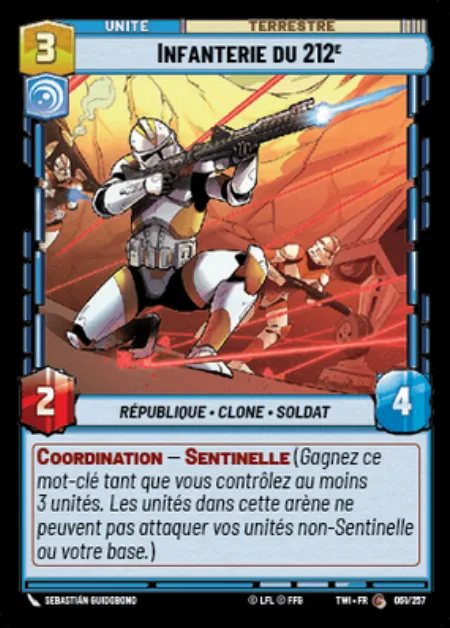 UNITÉ TERRESTRE
3 INFANTERIE DU 212ᴱ
2 4
RÉPUBLIQUE • CLONE • SOLDAT
COORDINATION – SENTINELLE (Gagnez ce
mot-clé tant que vous contrôlez au moins
3 unités. Les unités dans cette arène ne
peuvent pas attaquer vos unités non-Sentinelle
ou votre base.)
SEBASTIÁN GUIDOBONO © LFL ® FFG TWI • FR C 061/257